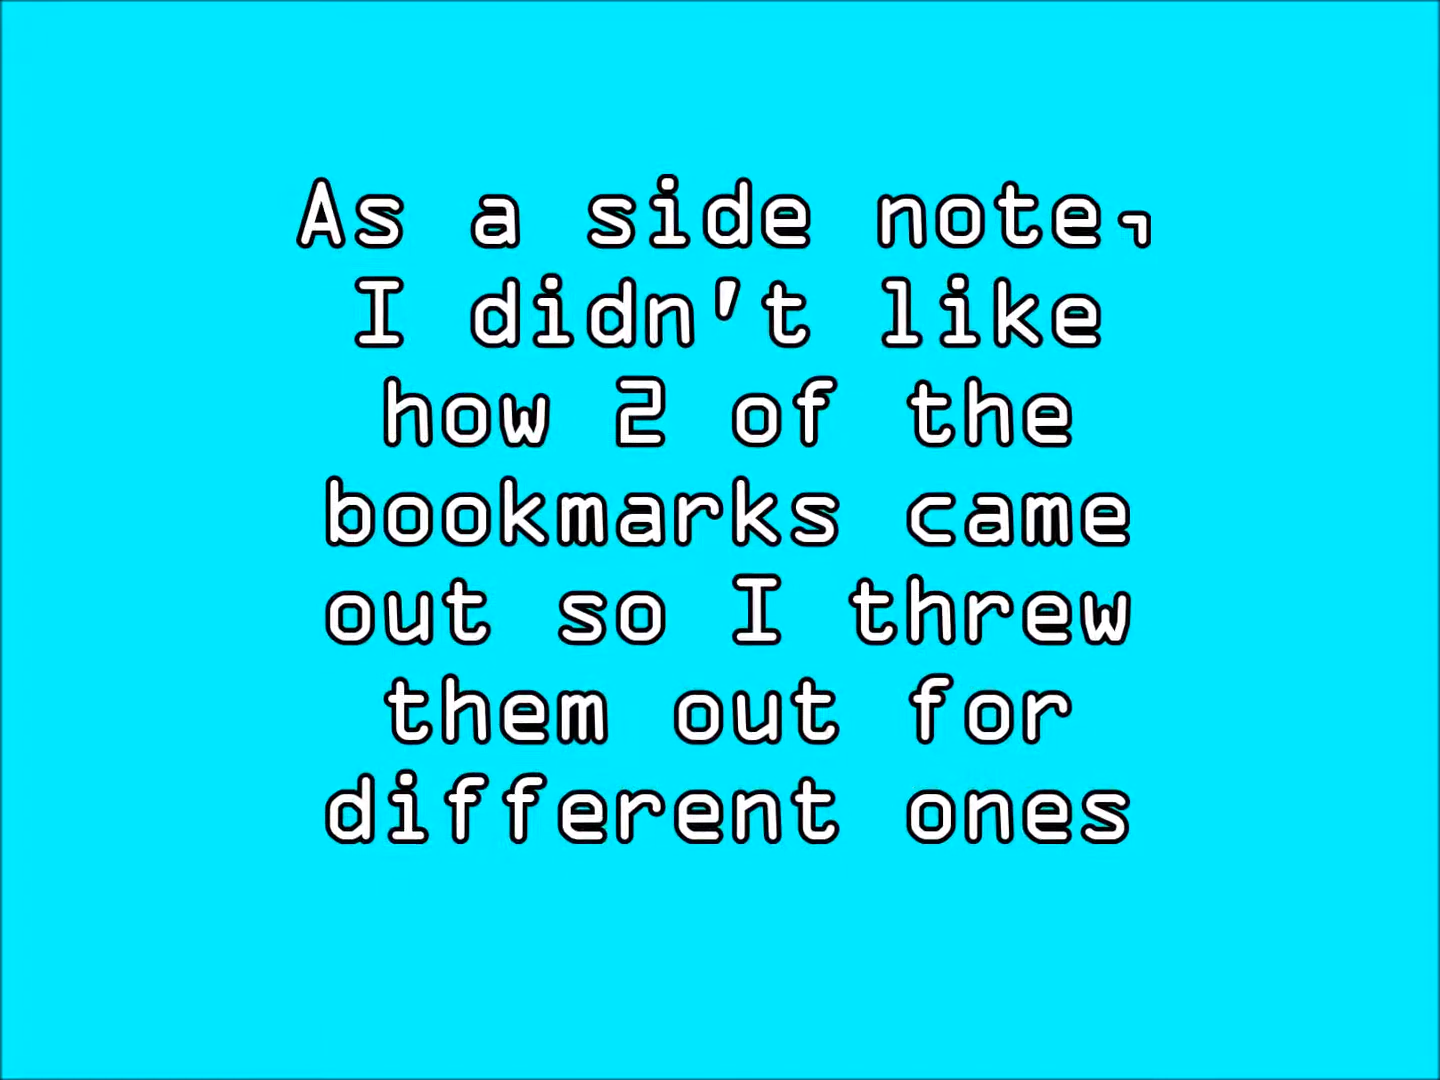 As a side note,
I didn't like
how 2 of the
bookmarks came
out so I threw
them out for
different ones